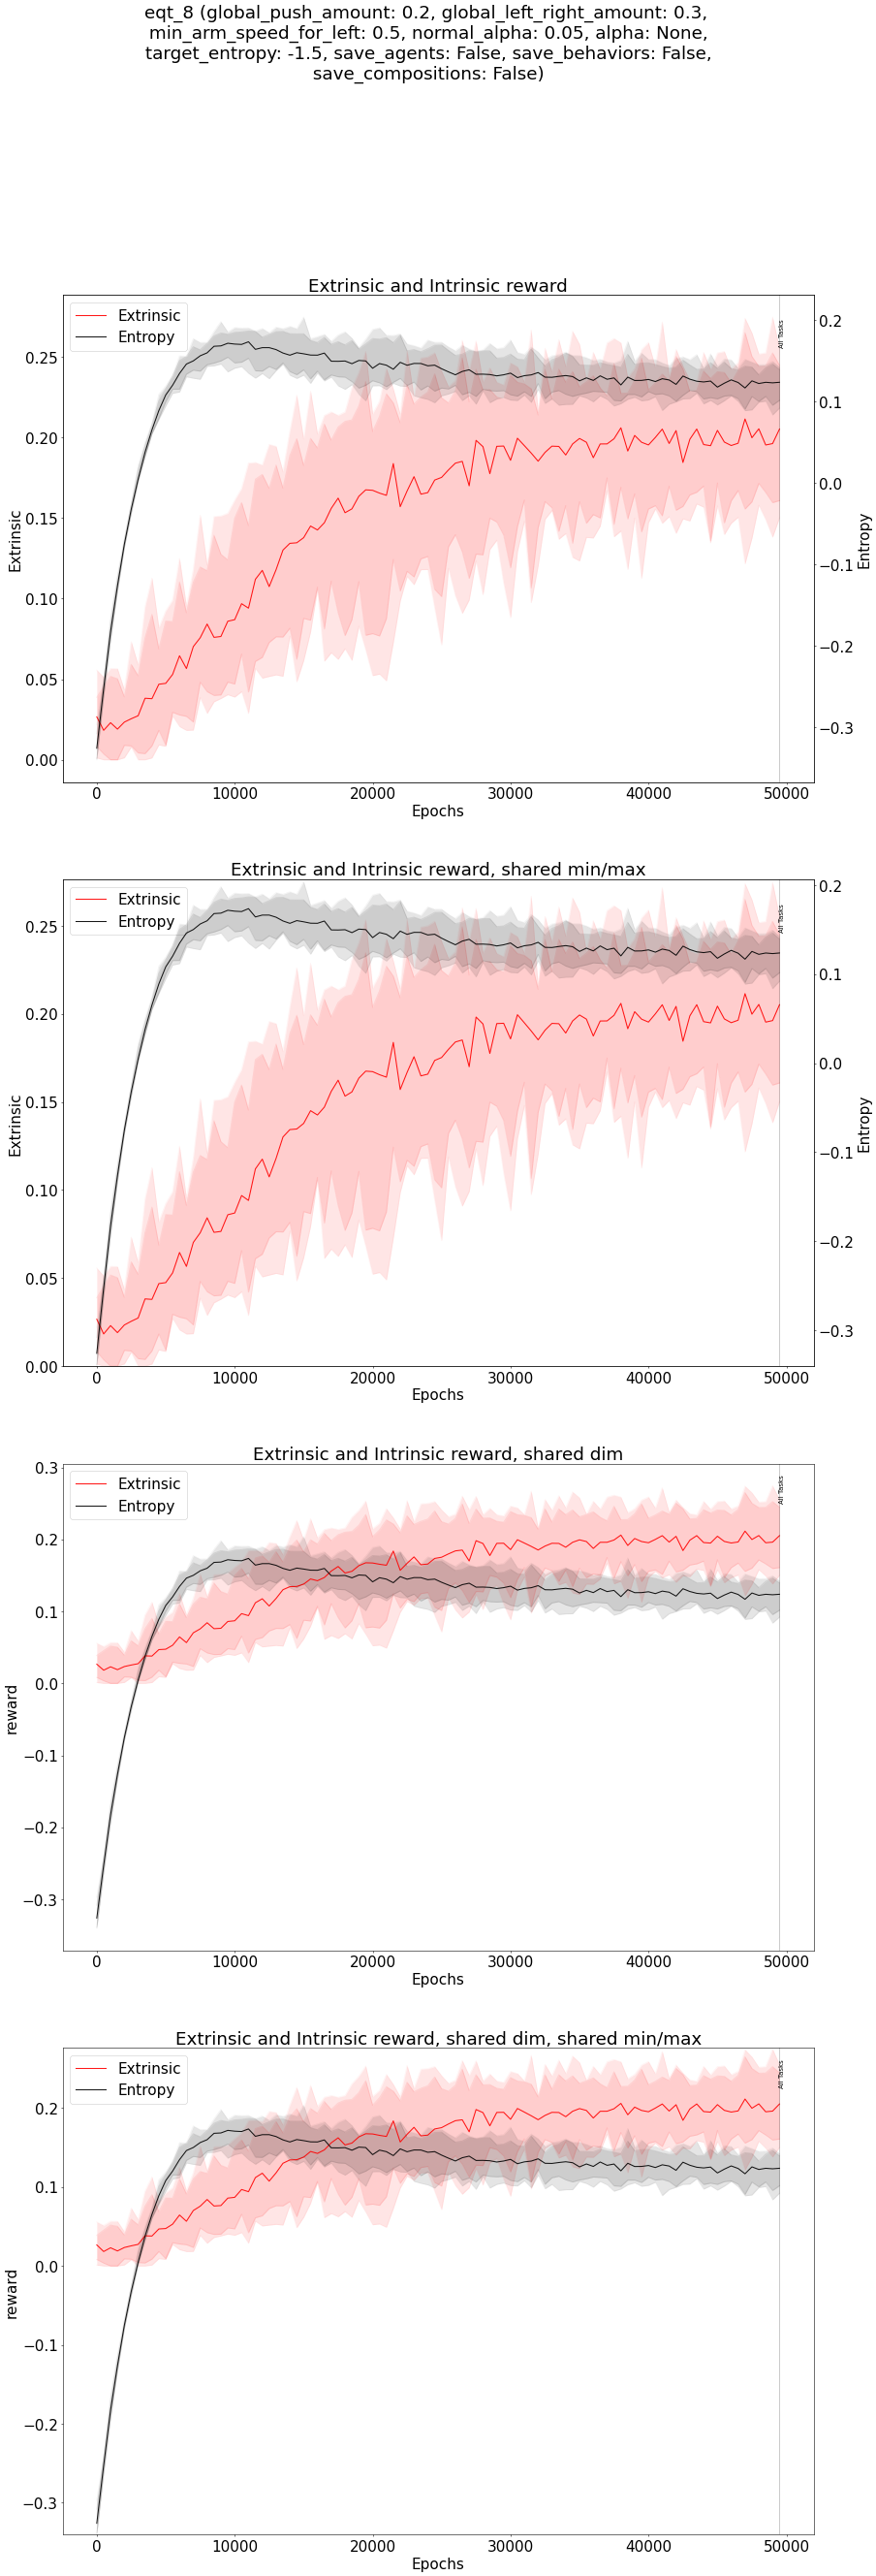 eqt_8 (global_push_amount: 0.2, global_left_right_amount: 0.3,
min_arm_speed_for_left: 0.5, normal_alpha: 0.05, alpha: None,
target_entropy: -1.5, save_agents: False, save_behaviors: False,
save_compositions: False)
Extrinsic and Intrinsic reward
Extrinsic
Entropy
All Tasks
0.25
0.20
0.15
0.10
0.05
0.00
Extrinsic
0.2
0.1
0.0
−0.1
−0.2
−0.3
Entropy
0 10000 20000 30000 40000 50000
Epochs
Extrinsic and Intrinsic reward, shared min/max
Extrinsic
Entropy
All Tasks
0.25
0.20
0.15
0.10
0.05
0.00
Extrinsic
0.2
0.1
0.0
−0.1
−0.2
−0.3
Entropy
0 10000 20000 30000 40000 50000
Epochs
Extrinsic and Intrinsic reward, shared dim
Extrinsic
Entropy
All Tasks
0.3
0.2
0.1
0.0
−0.1
−0.2
−0.3
reward
0 10000 20000 30000 40000 50000
Epochs
Extrinsic and Intrinsic reward, shared dim, shared min/max
Extrinsic
Entropy
All Tasks
0.2
0.1
0.0
−0.1
−0.2
−0.3
reward
0 10000 20000 30000 40000 50000
Epochs